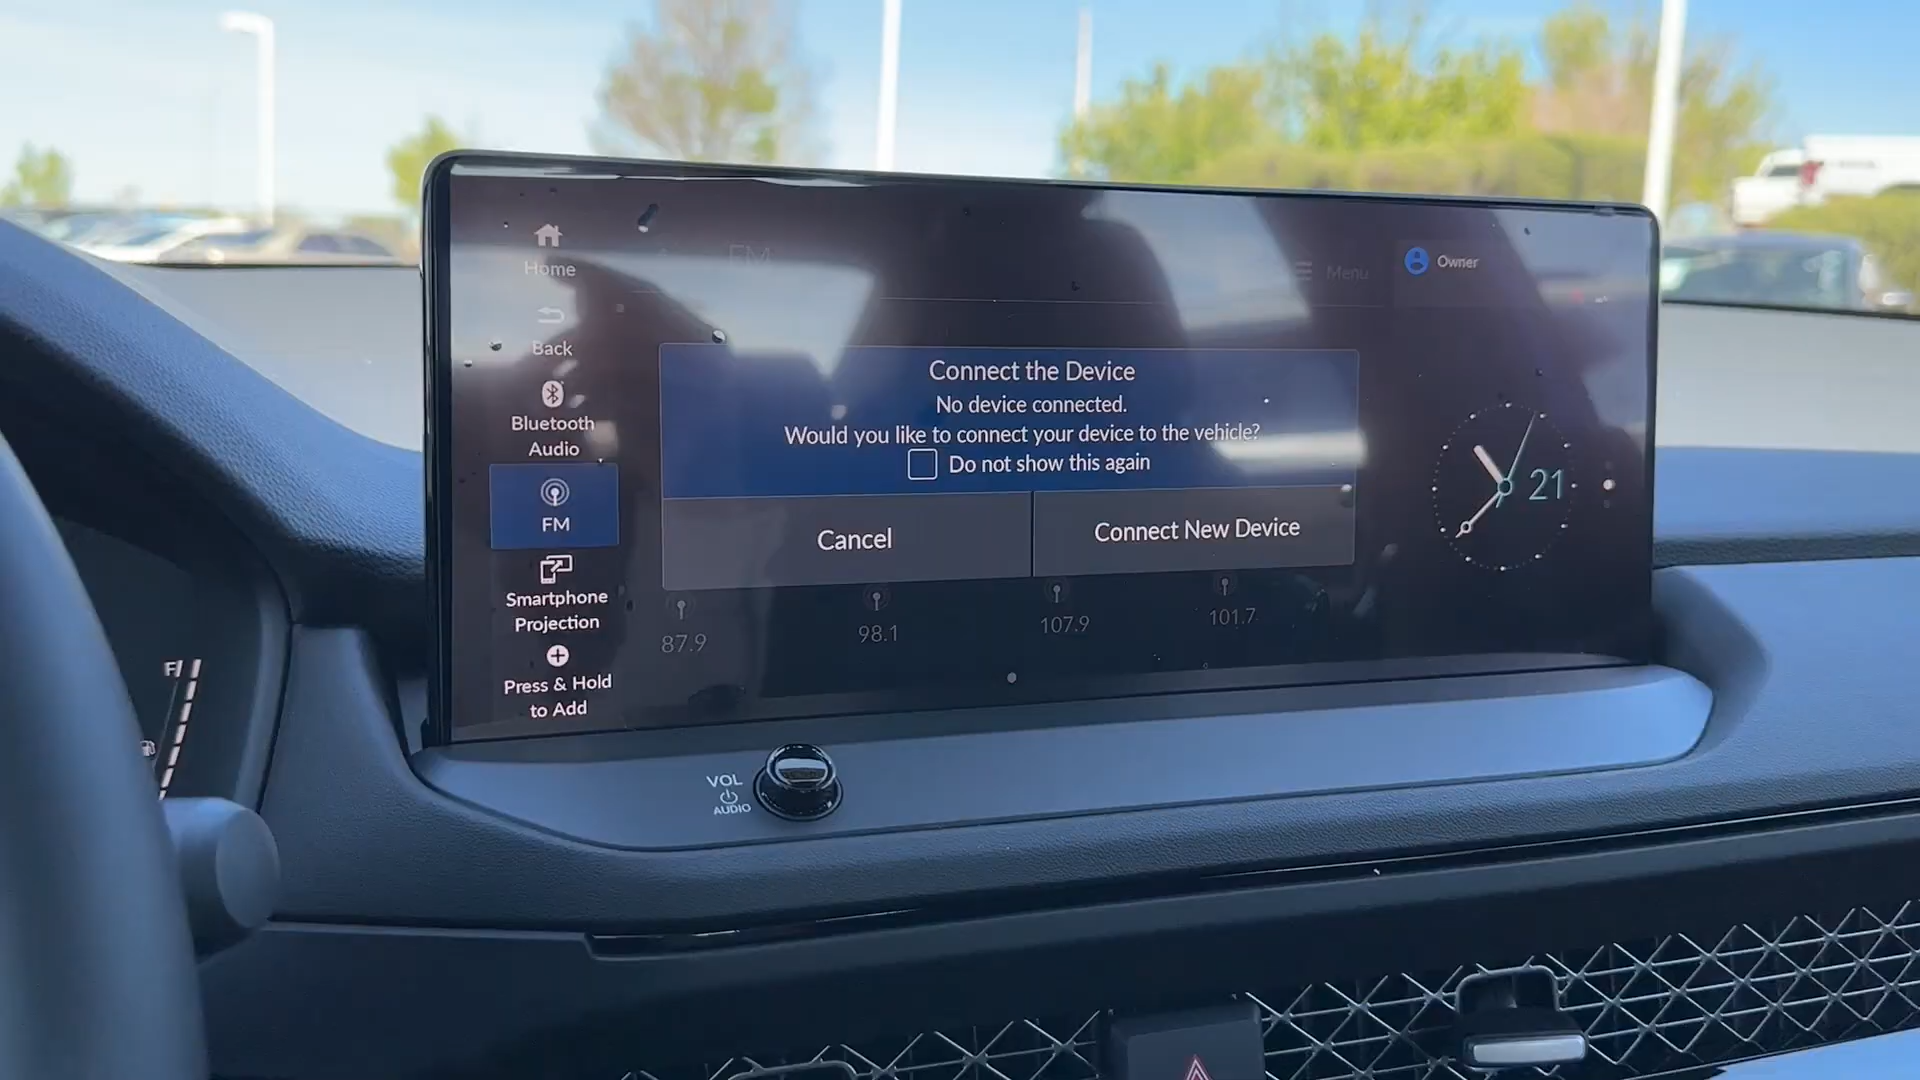 Home
Back
Bluetooth
Audio
FM
Smartphone
Projection
Press & Hold
to Add
FM
Menu
Owner
Connect the Device
No device connected.
Would you like to connect your device to the vehicle?
Do not show this again
Cancel
Connect New Device
87.9
98.1
107.9
101.7
21
F
VOL
AUDIO